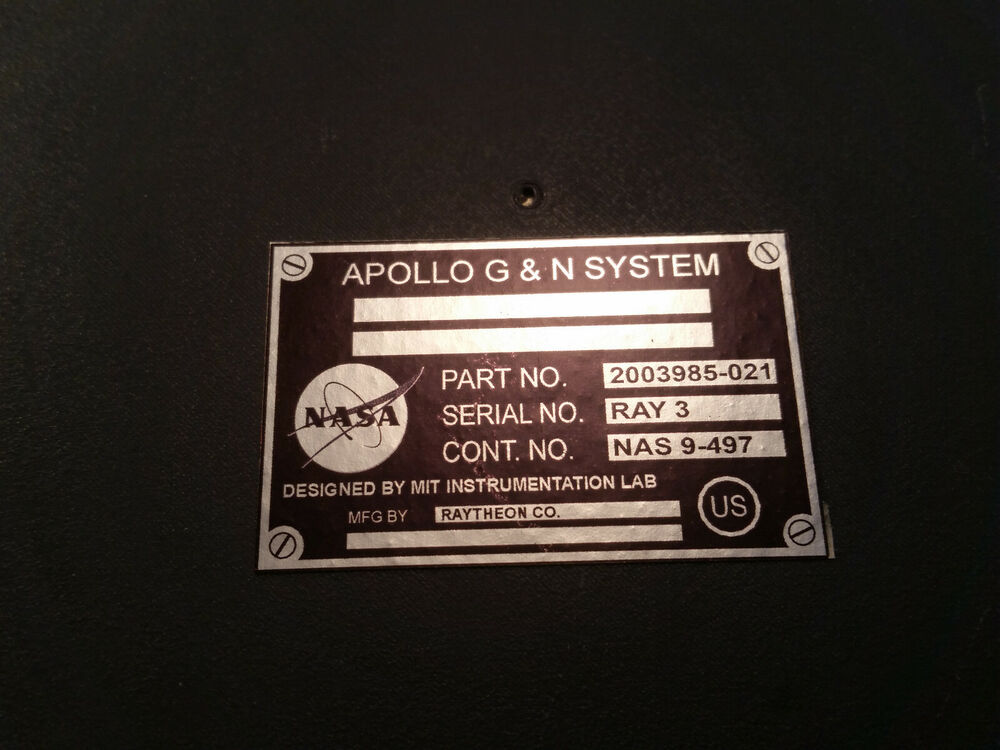 APOLLO G & N SYSTEM
NASA
PART NO. 2003985-021
SERIAL NO. RAY 3
CONT. NO. NAS 9-497
DESIGNED BY MIT INSTRUMENTATION LAB
MFG BY RAYTHEON CO.
US